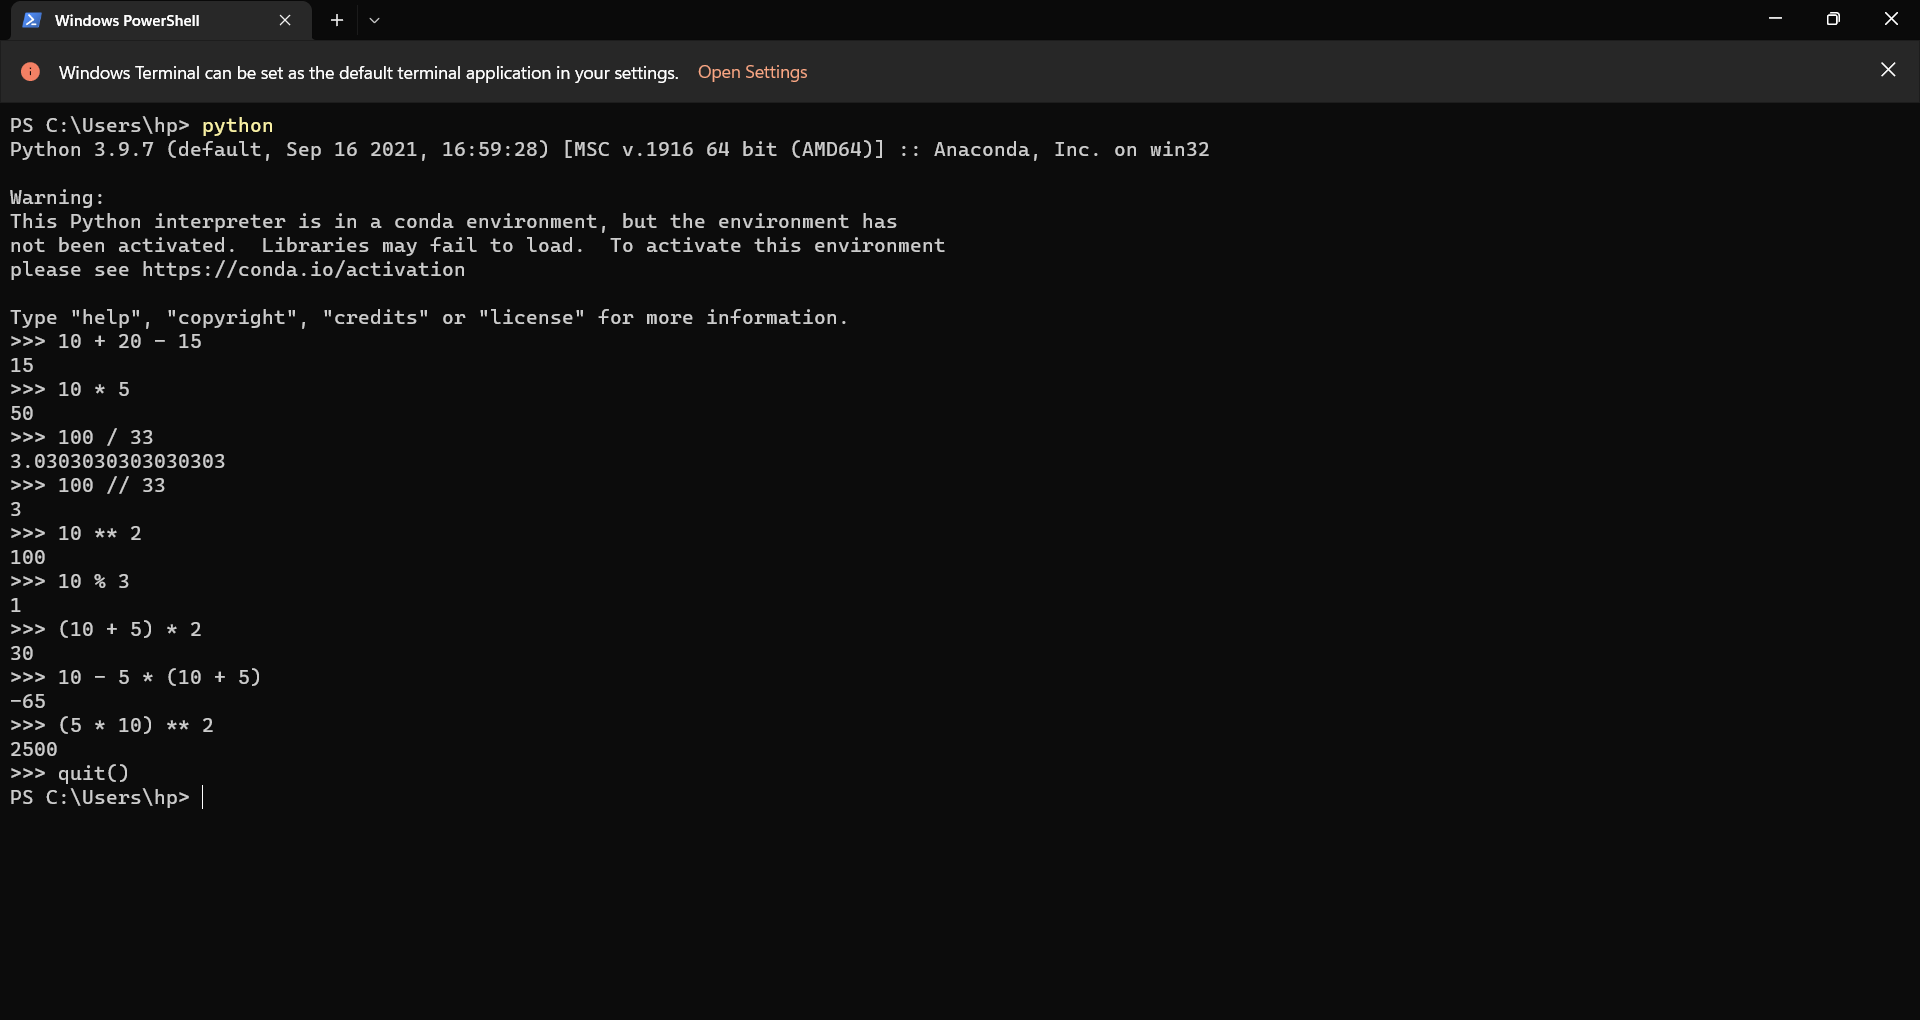 Windows PowerShell
Windows Terminal can be set as the default terminal application in your settings. Open Settings
PS C:\Users\hp> python
Python 3.9.7 (default, Sep 16 2021, 16:59:28) [MSC v.1916 64 bit (AMD64)] :: Anaconda, Inc. on win32
Warning:
This Python interpreter is in a conda environment, but the environment has
not been activated.  Libraries may fail to load.  To activate this environment
please see https://conda.io/activation
Type "help", "copyright", "credits" or "license" for more information.
>>> 10 + 20 - 15
15
>>> 10 * 5
50
>>> 100 / 33
3.0303030303030303
>>> 100 // 33
3
>>> 10 ** 2
100
>>> 10 % 3
1
>>> (10 + 5) * 2
30
>>> 10 - 5 * (10 + 5)
-65
>>> (5 * 10) ** 2
2500
>>> quit()
PS C:\Users\hp>